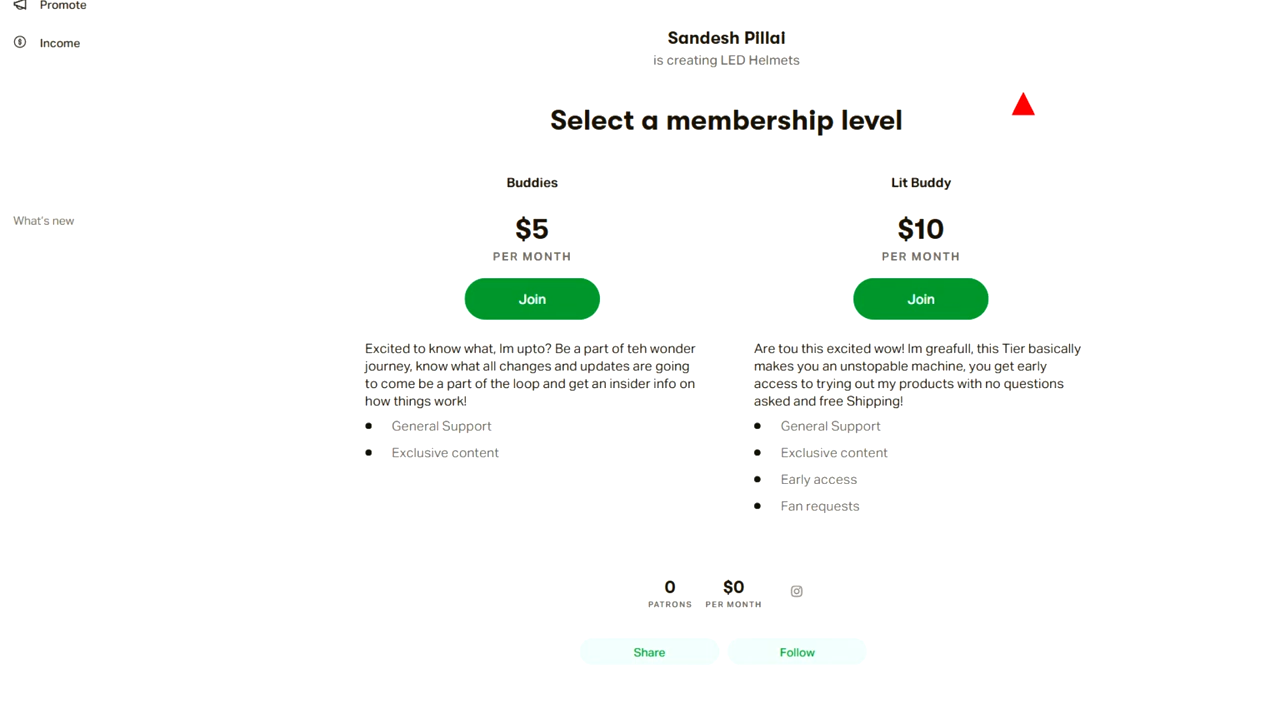 Promote
Income
What's new
Sandesh PIllai
is creating LED Helmets
Select a membership level
Buddies
$5
PER MONTH
Join
Excited to know what, Im upto? Be a part of teh wonder
journey, know what all changes and updates are going
to come be a part of the loop and get an insider info on
how things work!
General Support
Exclusive content
Lit Buddy
$10
PER MONTH
Join
Are tou this excited wow! Im greafull, this Tier basically
makes you an unstopable machine, you get early
access to trying out my products with no questions
asked and free Shipping!
General Support
Exclusive content
Early access
Fan requests
0
PATRONS
$0
PER MONTH
Share
Follow